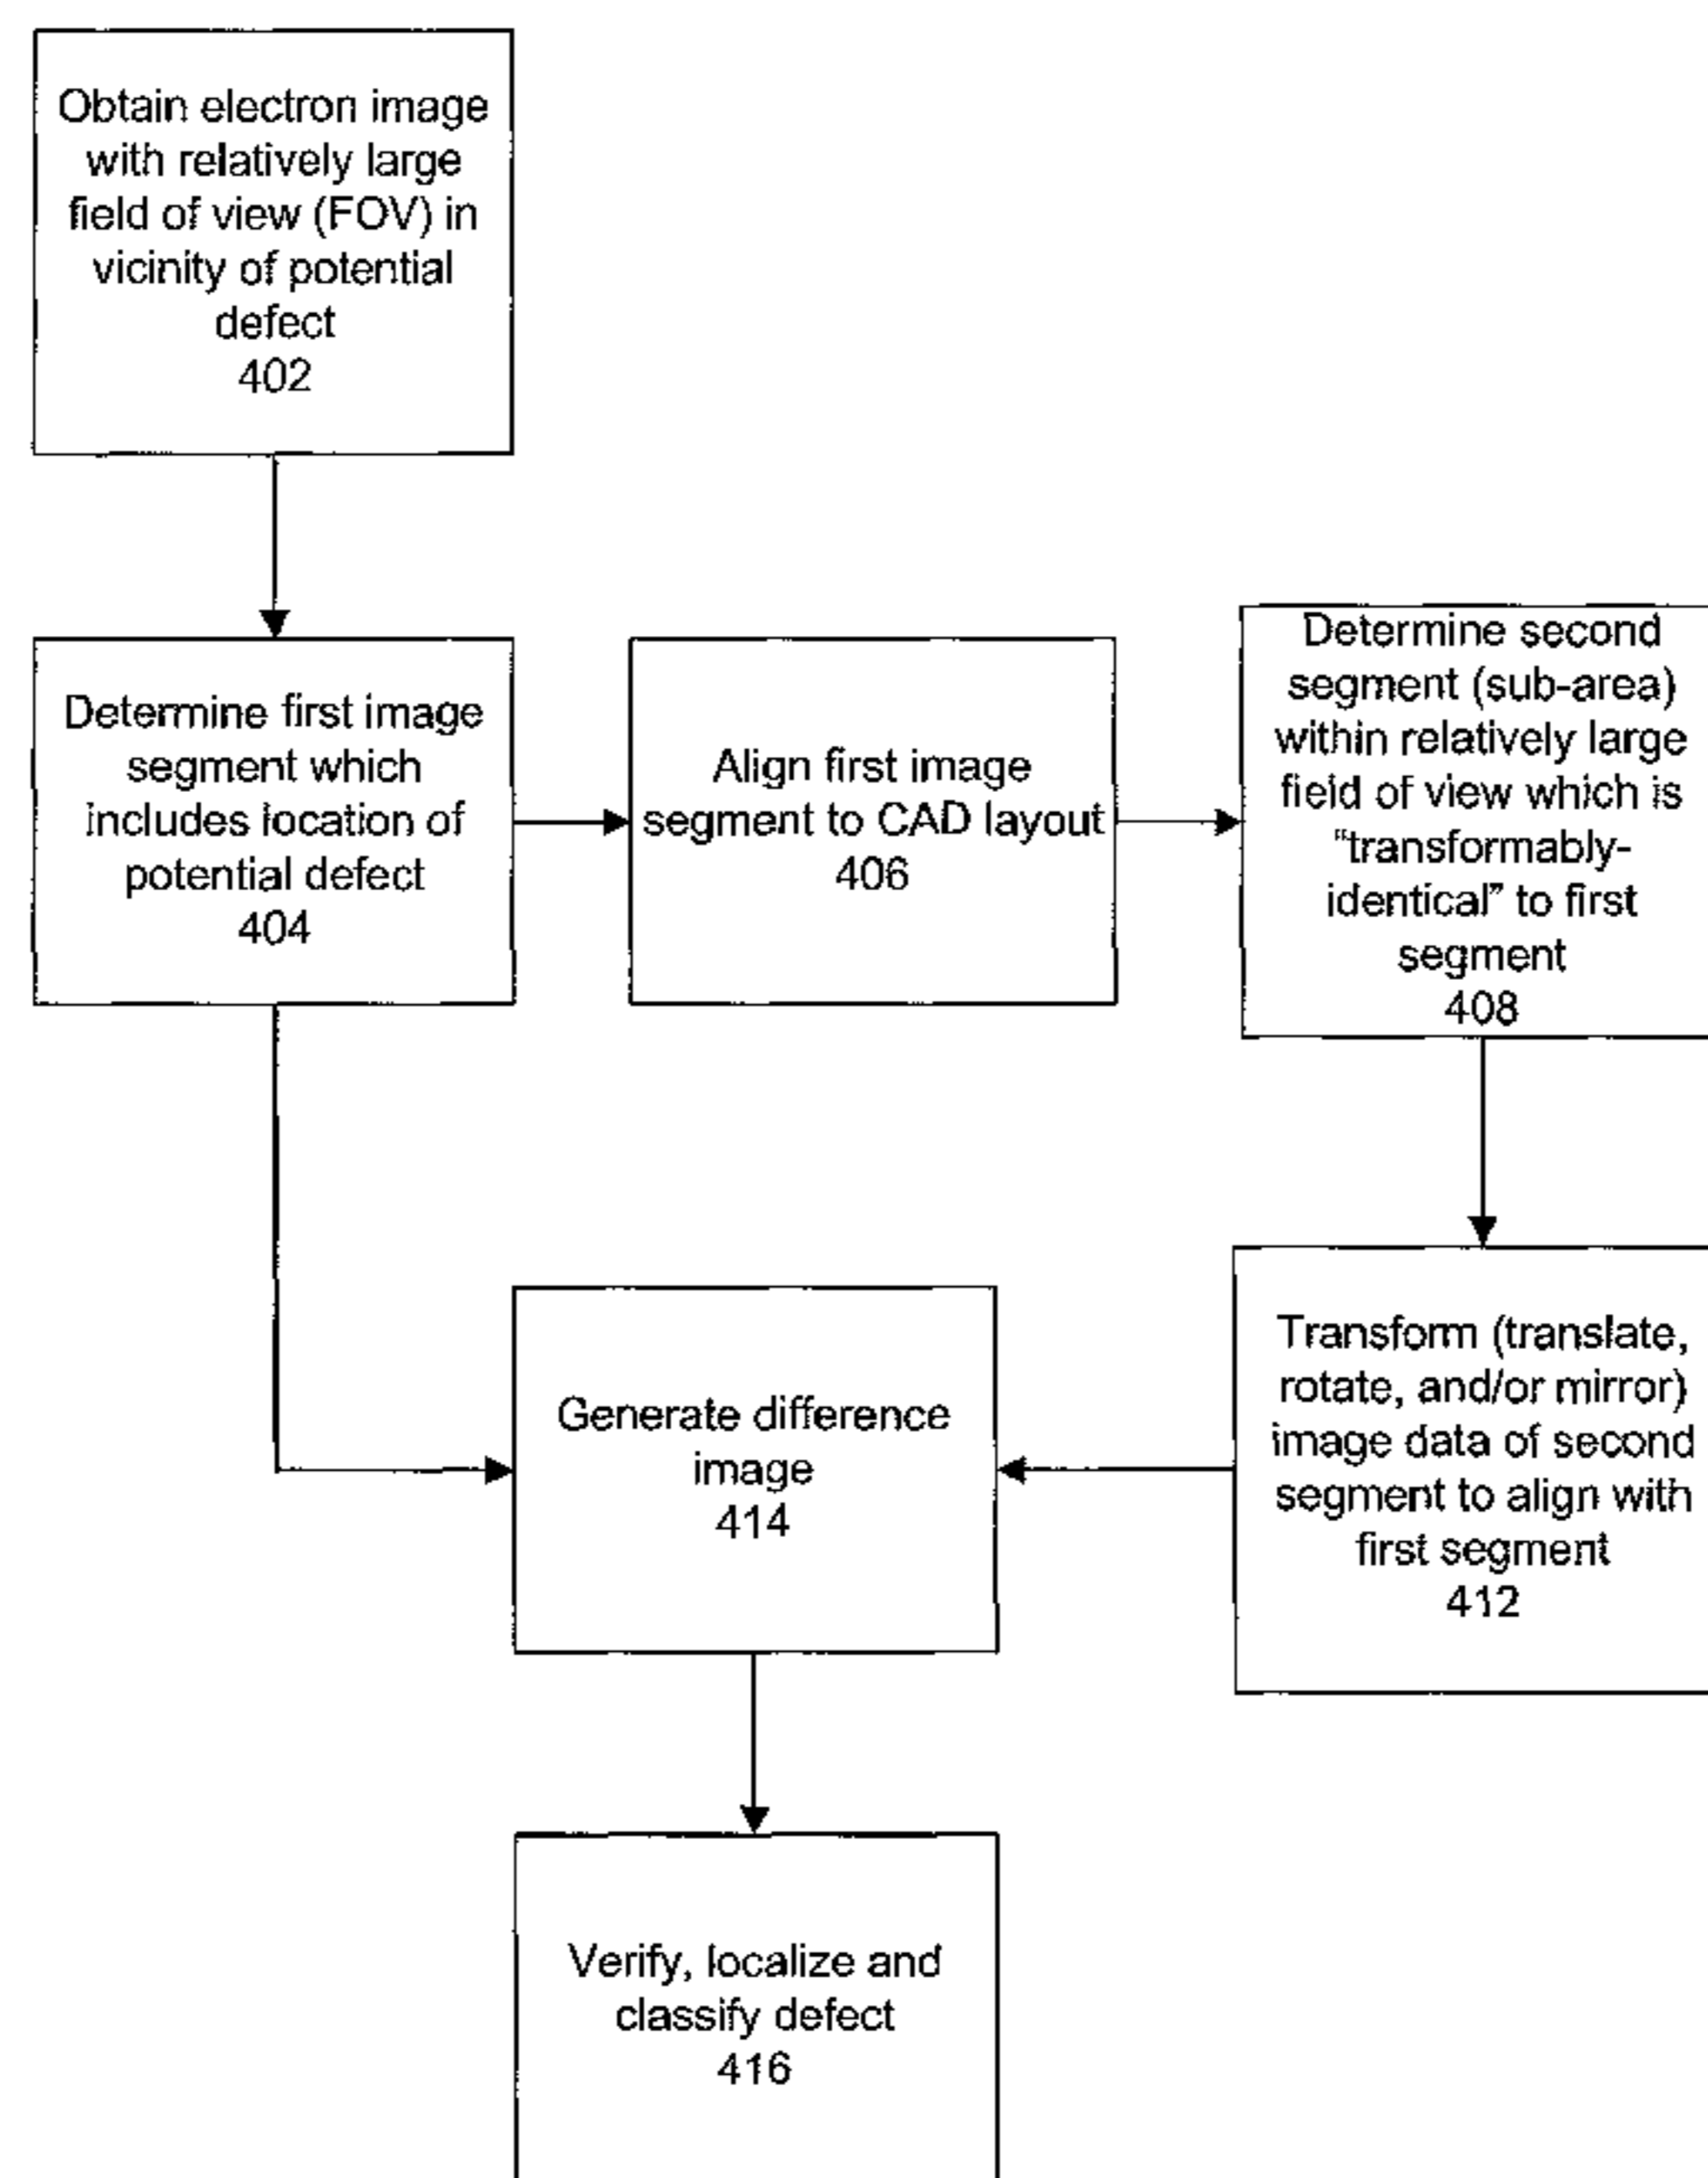 Obtain electron image
with relatively large
field of view (FOV) in
vicinity of potential
defect
402
Determine first image
segment which
includes location of
potential defect
404
Align first image
segment to CAD layout
406
Determine second
segment (sub-area)
within relatively large
field of view which is
“transformably-
identical” to first
segment
408
Transform (translate,
rotate, and/or mirror)
image data of second
segment to align with
first segment
412
Generate difference
image
414
Verify, localize and
classify defect
416